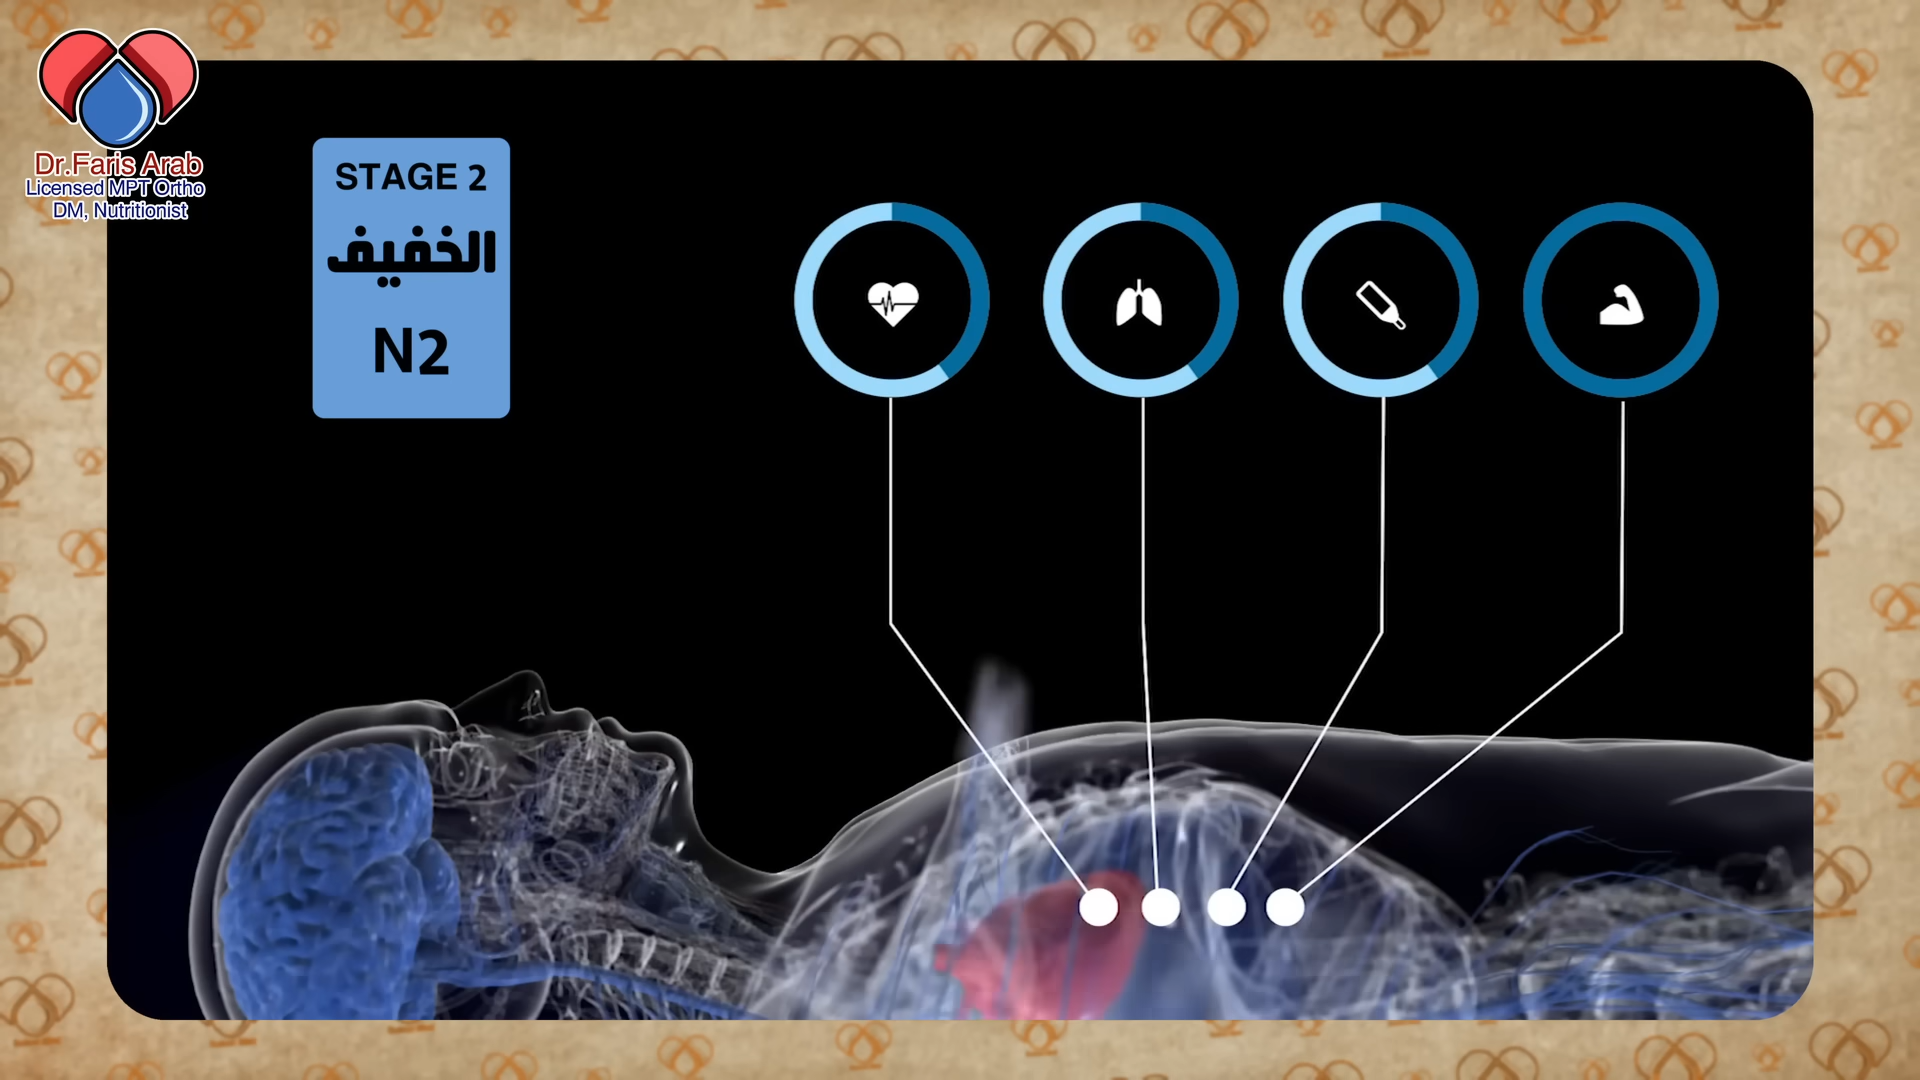 Dr.Faris Arab
Licensed MPT Ortho
DM, Nutritionist
STAGE 2
الخفيف
N2